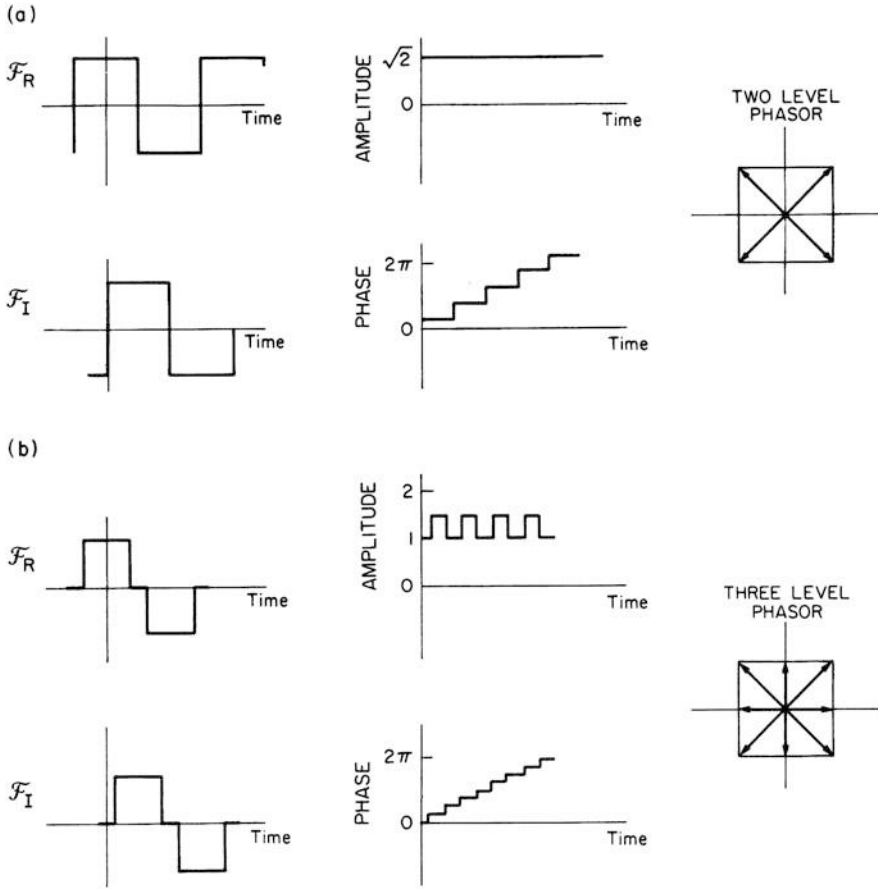 (a)
ℱR
Time
AMPLITUDE
√2
0
Time
TWO LEVEL
PHASOR
ℱI
Time
PHASE
2π
0
Time
(b)
ℱR
Time
AMPLITUDE
2
1
0
Time
THREE LEVEL
PHASOR
ℱI
Time
PHASE
2π
0
Time